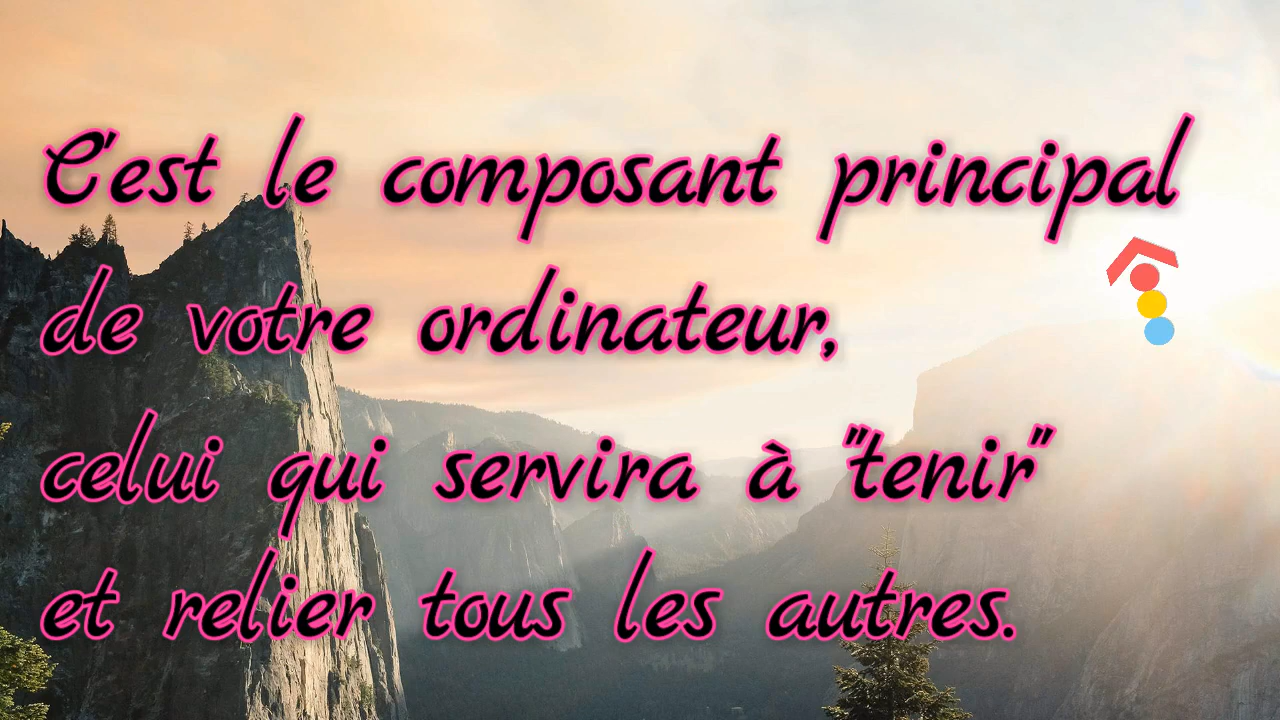 C'est le composant principal
de votre ordinateur,
celui qui servira à "tenir"
et relier tous les autres.